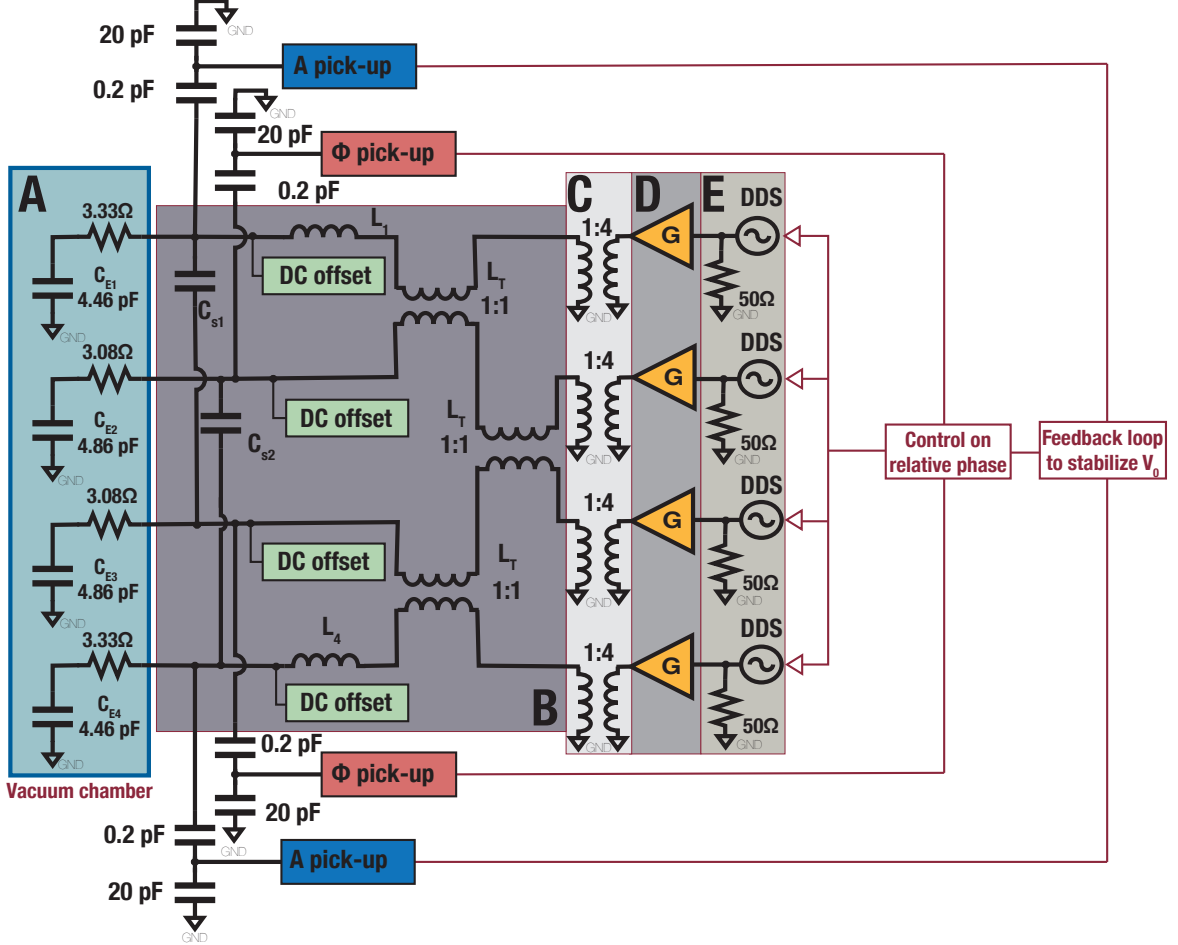 GND
20 pF
A pick-up
0.2 pF
GND
20 pF
Φ pick-up
0.2 pF
A
B
C
D
E
DDS
3.33Ω
L1
1:4
G
DC offset
LT
1:1
CE1
4.46 pF
Cs1
50Ω
GND
GND
GND
3.08Ω
DDS
1:4
G
DC offset
LT
1:1
CE2
4.86 pF
Cs2
50Ω
GND
GND
GND
Control on
relative phase
Feedback loop
to stabilize V0
3.08Ω
DDS
1:4
G
DC offset
LT
1:1
CE3
4.86 pF
50Ω
GND
GND
GND
3.33Ω
L4
DDS
1:4
G
DC offset
CE4
4.46 pF
50Ω
GND
GND
GND
Vacuum chamber
0.2 pF
Φ pick-up
20 pF
GND
0.2 pF
A pick-up
20 pF
GND